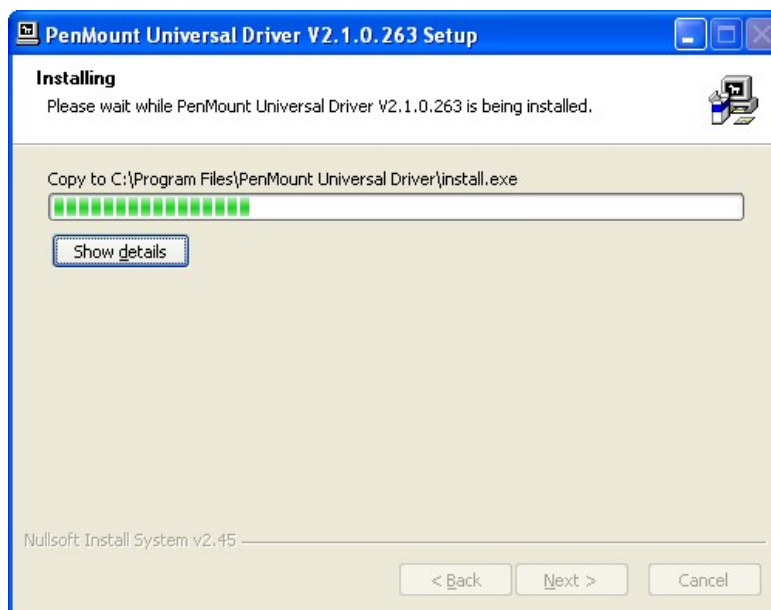 PenMount Universal Driver V2.1.0.263 Setup
Installing
Please wait while PenMount Universal Driver V2.1.0.263 is being installed.
Copy to C:\Program Files\PenMount Universal Driver\install.exe
Show details
Nullsoft Install System v2.45
< Back
Next >
Cancel